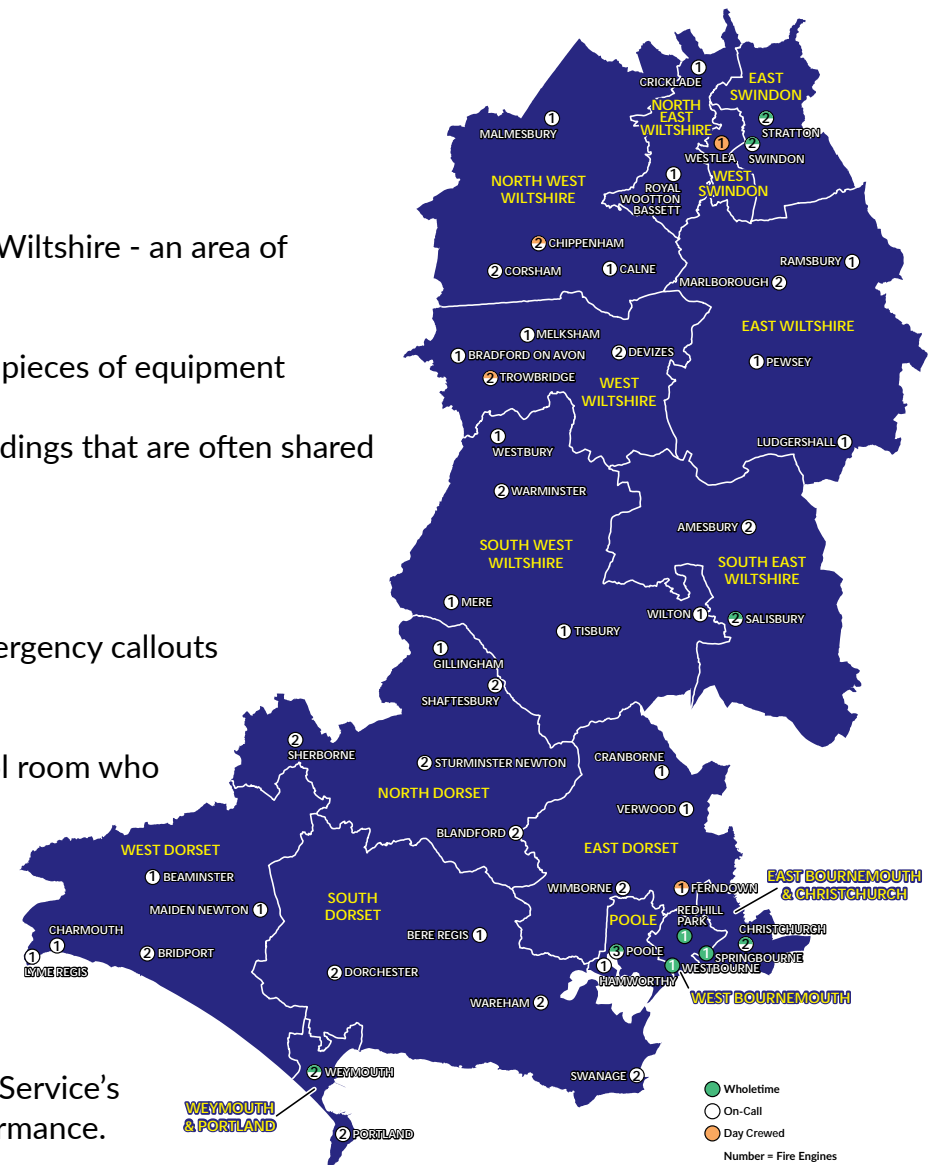 Wiltshire - an area of
pieces of equipment
dings that are often shared
ergency callouts
l room who
Service's
rmance.
1
CRICKLADE
EAST
SWINDON
NORTH
EAST
WILTSHIRE
1
MALMESBURY
2
STRATTON
1
WESTLEA
2
SWINDON
WEST
SWINDON
NORTH WEST
WILTSHIRE
1
ROYAL
WOOTTON
BASSETT
2 CHIPPENHAM
2 CORSHAM
1 CALNE
RAMSBURY 1
MARLBOROUGH 2
EAST WILTSHIRE
1 MELKSHAM
1 BRADFORD ON AVON
2 DEVIZES
1 PEWSEY
2 TROWBRIDGE
WEST
WILTSHIRE
1
WESTBURY
LUDGERSHALL 1
2 WARMINSTER
AMESBURY 2
SOUTH WEST
WILTSHIRE
SOUTH EAST
WILTSHIRE
1 MERE
WILTON 1
2 SALISBURY
1 TISBURY
1
GILLINGHAM
2
SHAFTESBURY
2
SHERBORNE
2 STURMINSTER NEWTON
CRANBORNE
1
NORTH DORSET
VERWOOD 1
BLANDFORD 2
WEST DORSET
EAST DORSET
1 BEAMINSTER
WIMBORNE 2
1 FERNDOWN
EAST BOURNEMOUTH
& CHRISTCHURCH
SOUTH
DORSET
MAIDEN NEWTON 1
POOLE
REDHILL
PARK
1
CHARMOUTH
1
BERE REGIS 1
CHRISTCHURCH
2
1
LYME REGIS
2 BRIDPORT
3 POOLE
1
SPRINGBOURNE
1
HAMWORTHY
1
WESTBOURNE
2 DORCHESTER
WEST BOURNEMOUTH
WAREHAM 2
2 WEYMOUTH
SWANAGE 2
WEYMOUTH
& PORTLAND
2 PORTLAND
Wholetime
On-Call
Day Crewed
Number = Fire Engines